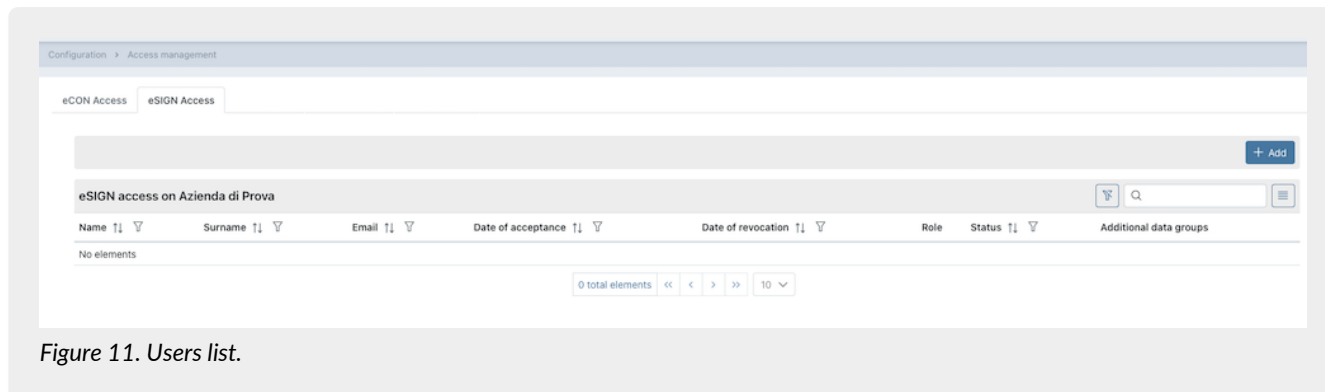 Configuration > Access management
eCON Access eSIGN Access
+ Add
eSIGN access on Azienda di Prova
Name Surname Email Date of acceptance Date of revocation Role Status Additional data groups
No elements
0 total elements « < > » 10
Figure 11. Users list.